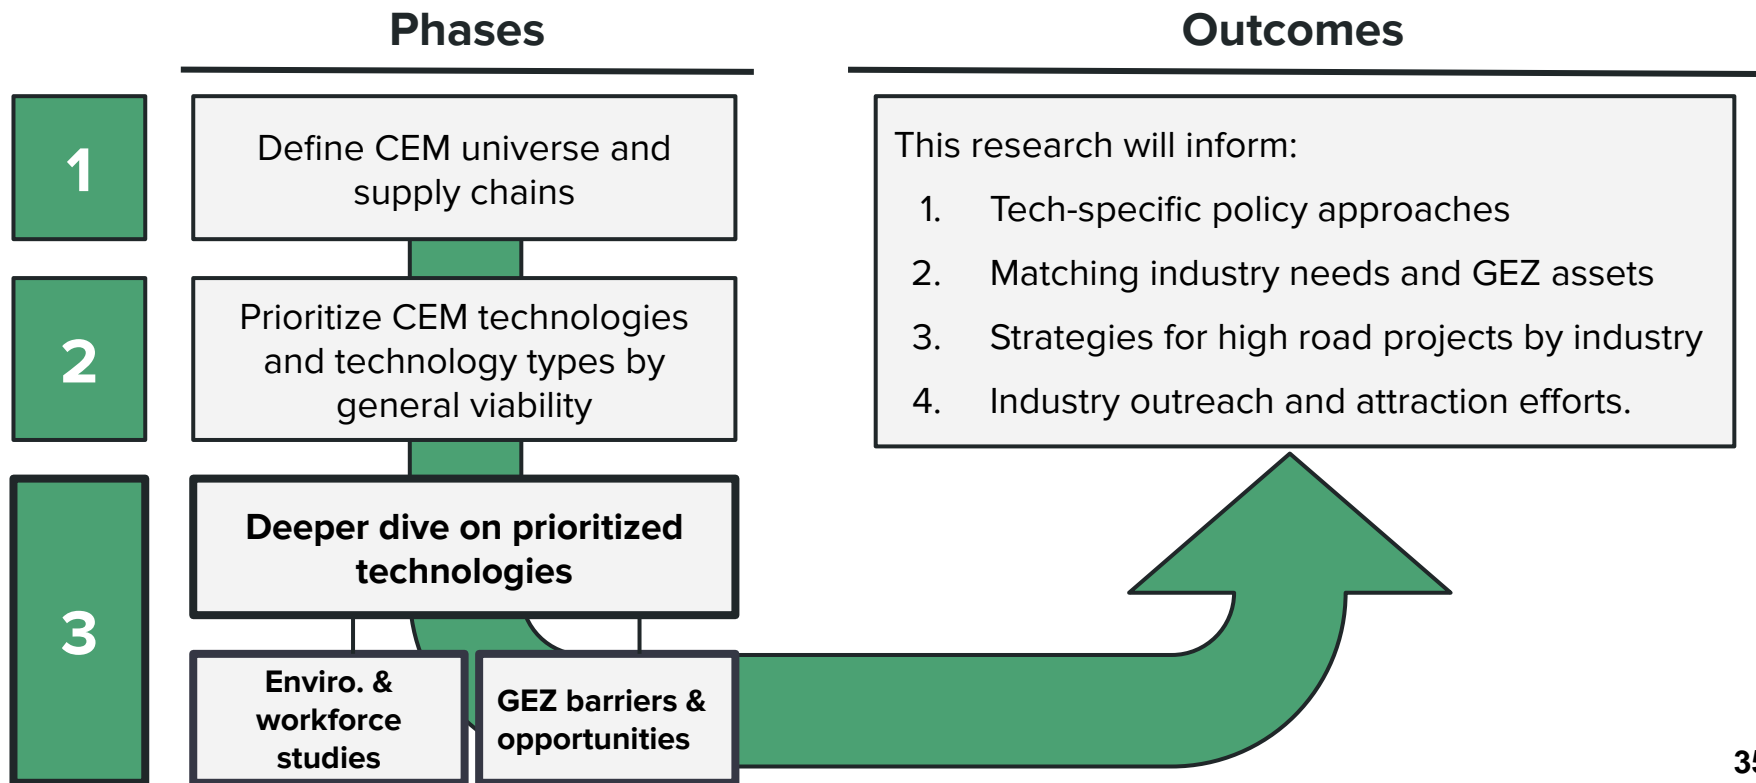 Phases
Outcomes
1
Define CEM universe and
supply chains
2
Prioritize CEM technologies
and technology types by
general viability
3
Deeper dive on prioritized
technologies
Enviro. &
workforce
studies
GEZ barriers &
opportunities
This research will inform:
1. Tech-specific policy approaches
2. Matching industry needs and GEZ assets
3. Strategies for high road projects by industry
4. Industry outreach and attraction efforts.
35